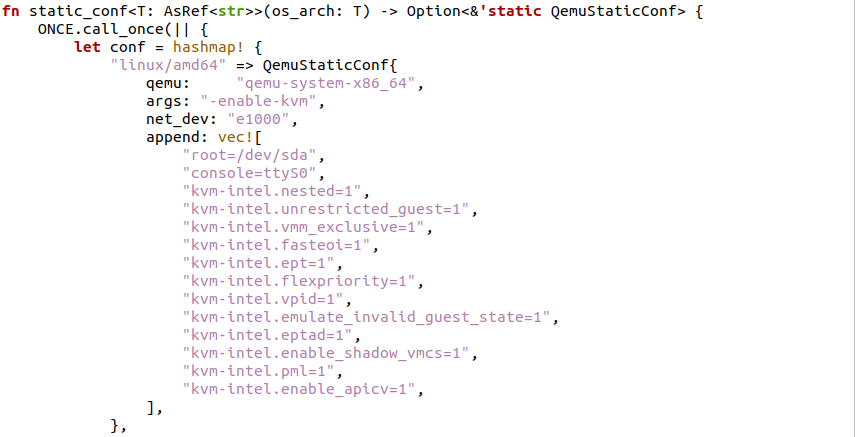 fn static_conf<T: AsRef<str>>(os_arch: T) -> Option<&'static QemuStaticConf> {
    ONCE.call_once(|| {
        let conf = hashmap! {
            "linux/amd64" => QemuStaticConf{
                qemu:     "qemu-system-x86_64",
                args: "-enable-kvm",
                net_dev: "e1000",
                append: vec![
                    "root=/dev/sda",
                    "console=ttyS0",
                    "kvm-intel.nested=1",
                    "kvm-intel.unrestricted_guest=1",
                    "kvm-intel.vmm_exclusive=1",
                    "kvm-intel.fasteoi=1",
                    "kvm-intel.ept=1",
                    "kvm-intel.flexpriority=1",
                    "kvm-intel.vpid=1",
                    "kvm-intel.emulate_invalid_guest_state=1",
                    "kvm-intel.eptad=1",
                    "kvm-intel.enable_shadow_vmcs=1",
                    "kvm-intel.pml=1",
                    "kvm-intel.enable_apicv=1",
                ],
            },